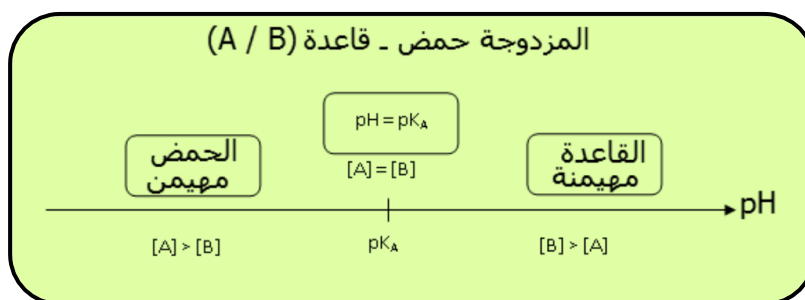 المزدوجة حمض ـ قاعدة (A / B)
pH = pKA
القاعدة
مهيمنة
الحمض
مهيمن
[A] = [B]
pH
[A] > [B]
pKA
[B] > [A]